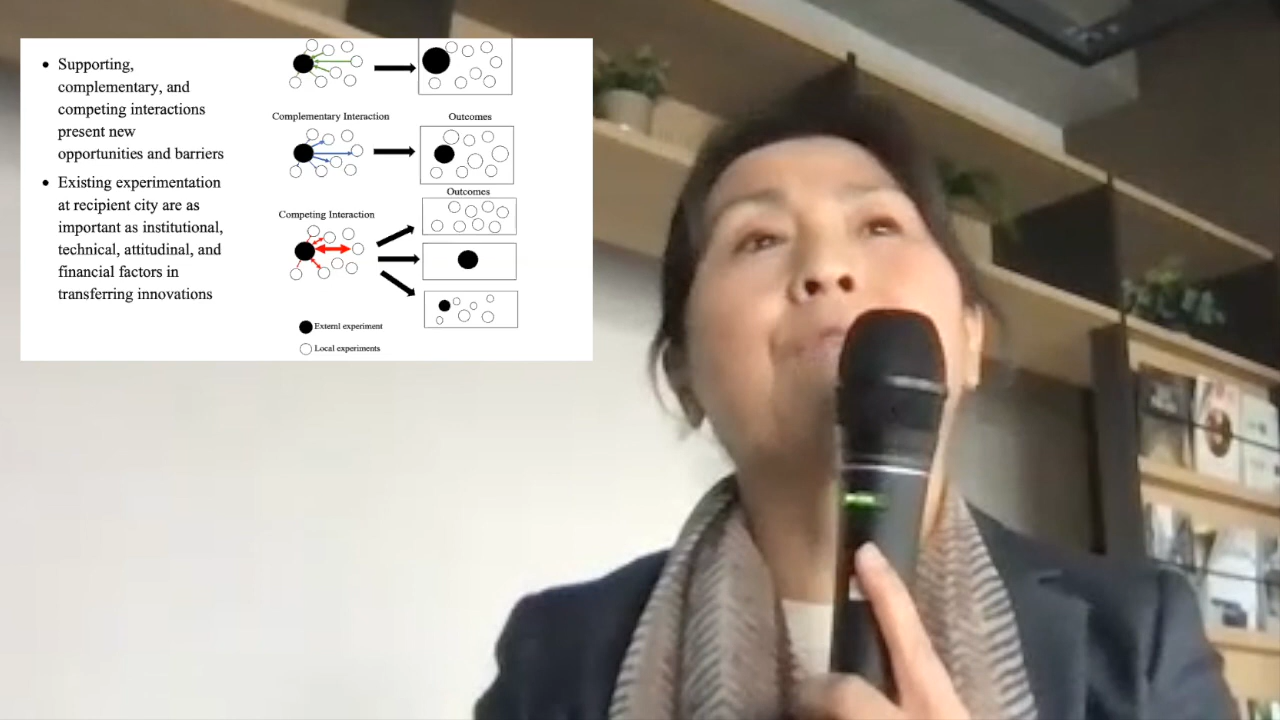 Supporting,
complementary, and
competing interactions
present new
opportunities and barriers
Existing experimentation
at recipient city are as
important as institutional,
technical, attitudinal, and
financial factors in
transferring innovations
Complementary Interaction
Outcomes
Outcomes
Competing Interaction
Externl experiment
Local experiments